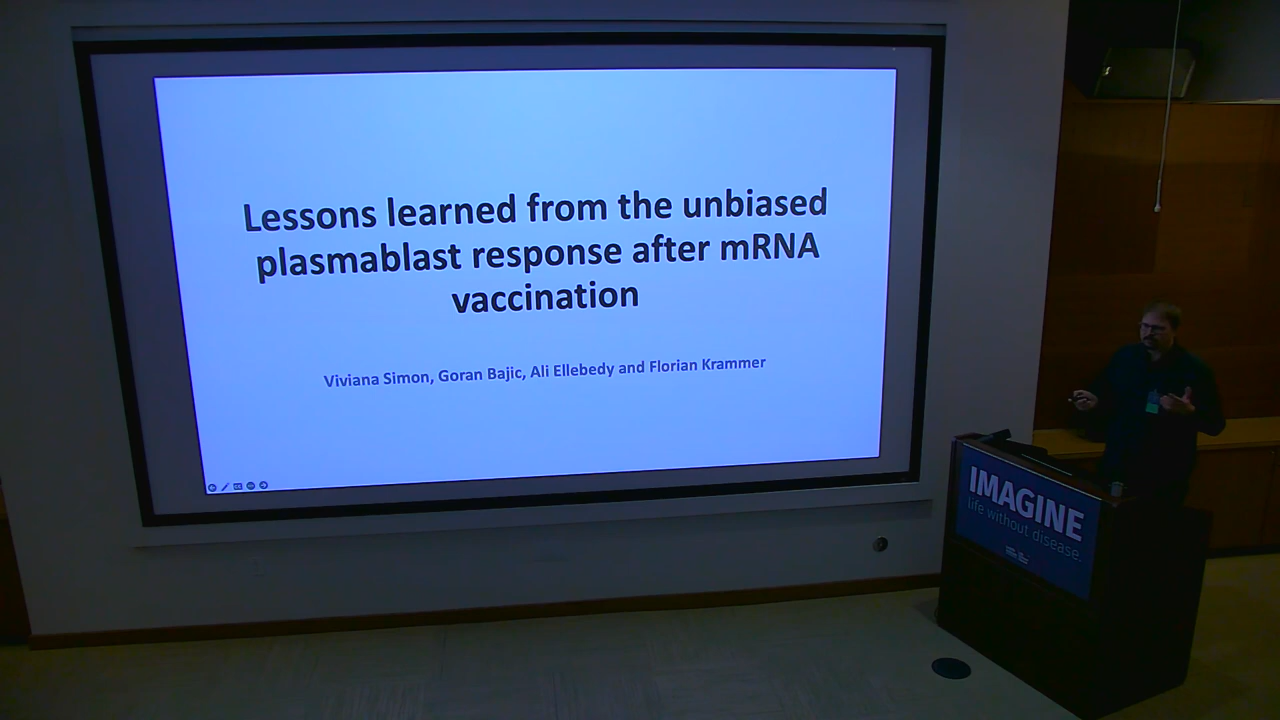 Lessons learned from the unbiased
plasmablast response after mRNA
vaccination
Viviana Simon, Goran Bajic, Ali Ellebedy and Florian Krammer
IMAGINE
life without disease.